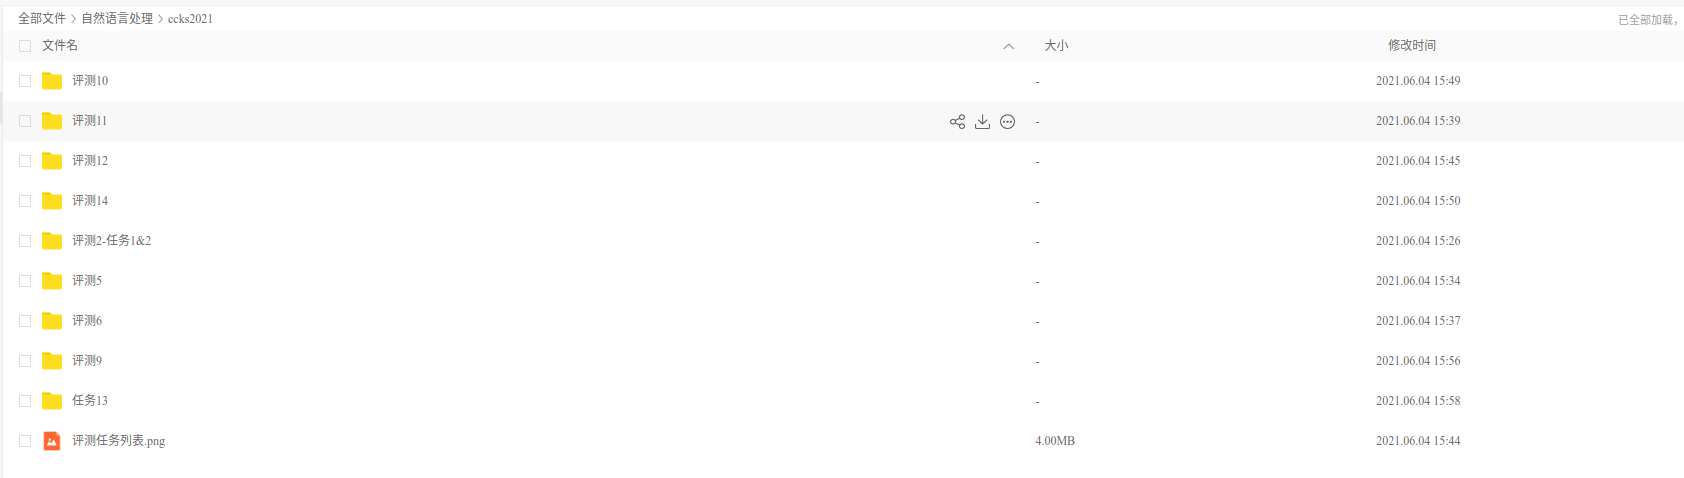 全部文件 > 自然语言处理 > ccks2021 已全部加载，
文件名 大小 修改时间
评测10 - 2021.06.04 15:49
评测11 - 2021.06.04 15:39
评测12 - 2021.06.04 15:45
评测14 - 2021.06.04 15:50
评测2-任务1&2 - 2021.06.04 15:26
评测5 - 2021.06.04 15:34
评测6 - 2021.06.04 15:37
评测9 - 2021.06.04 15:56
任务13 - 2021.06.04 15:58
评测任务列表.png 4.00MB 2021.06.04 15:44